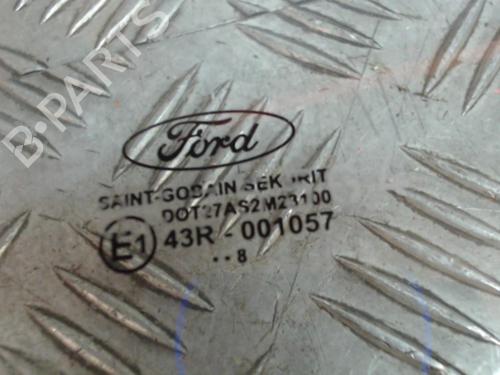 B-PARTS
Ford
SAINT-GOBAIN SEKURIT
DOT27AS2M23100
E1 43R - 001057
. . 8